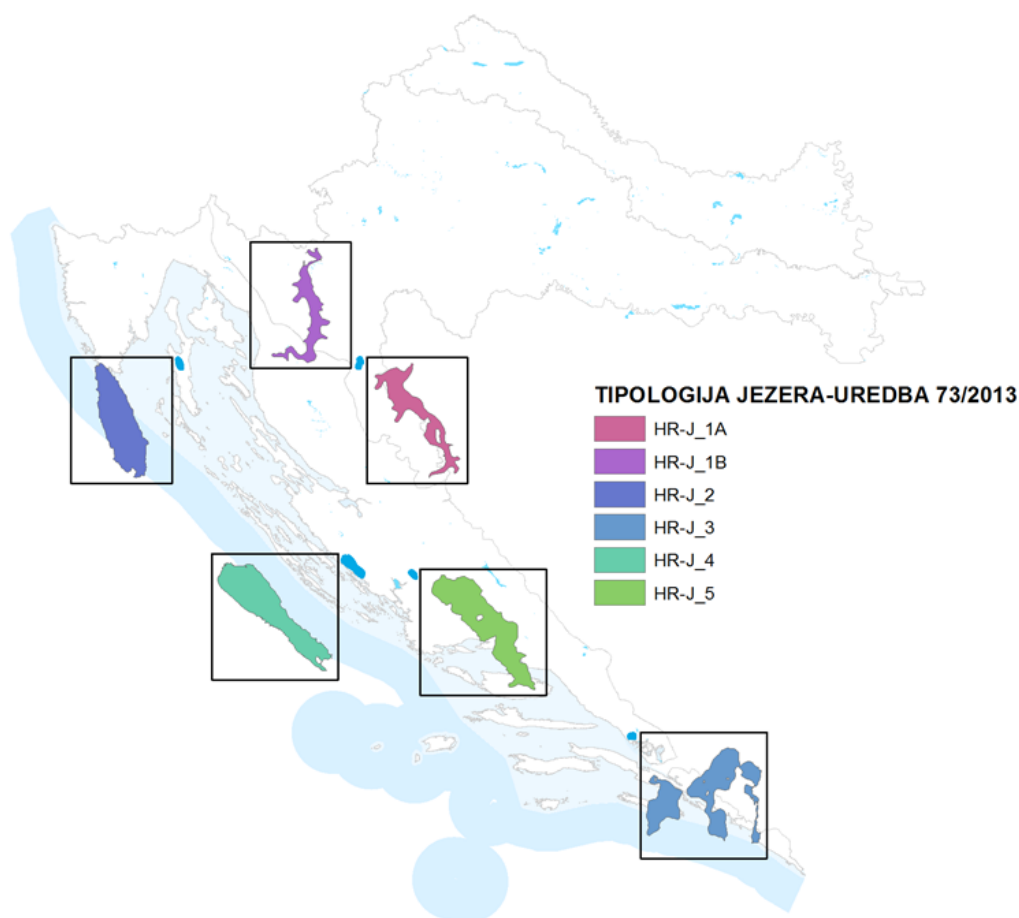 TIPOLOGIJA JEZERA-UREDBA 73/2013
HR-J_1A
HR-J_1B
HR-J_2
HR-J_3
HR-J_4
HR-J_5